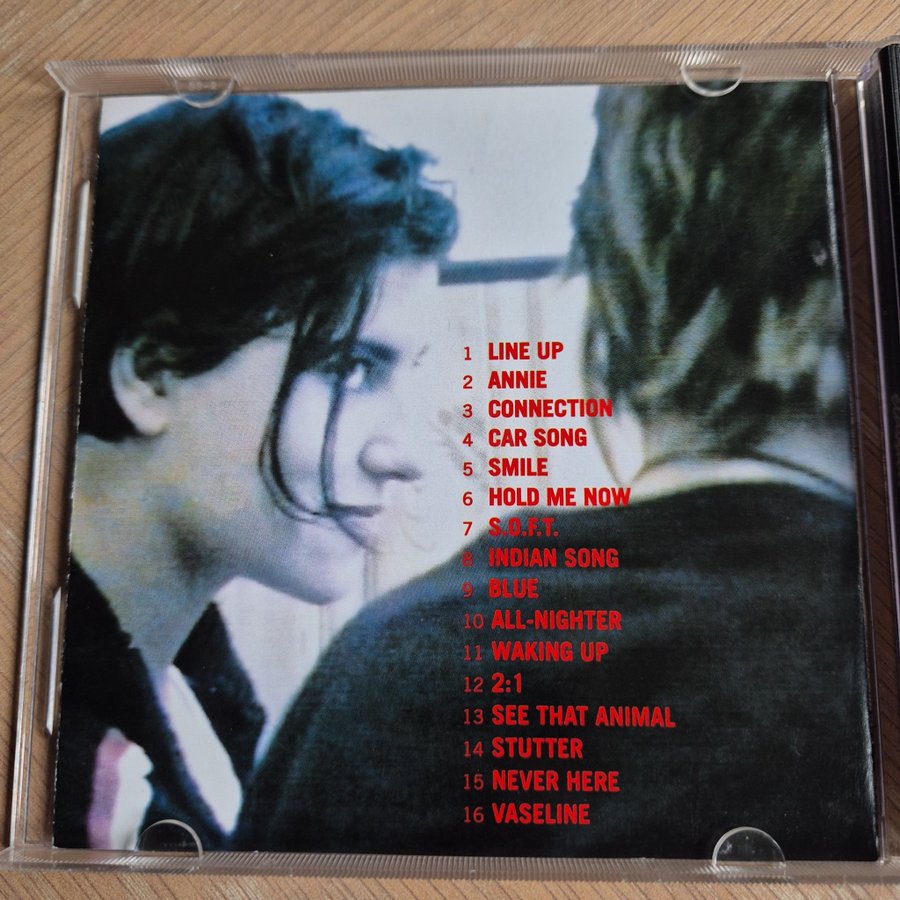 1 LINE UP
2 ANNIE
3 CONNECTION
4 CAR SONG
5 SMILE
6 HOLD ME NOW
7 S.O.F.T.
8 INDIAN SONG
9 BLUE
10 ALL-NIGHTER
11 WAKING UP
12 2:1
13 SEE THAT ANIMAL
14 STUTTER
15 NEVER HERE
16 VASELINE